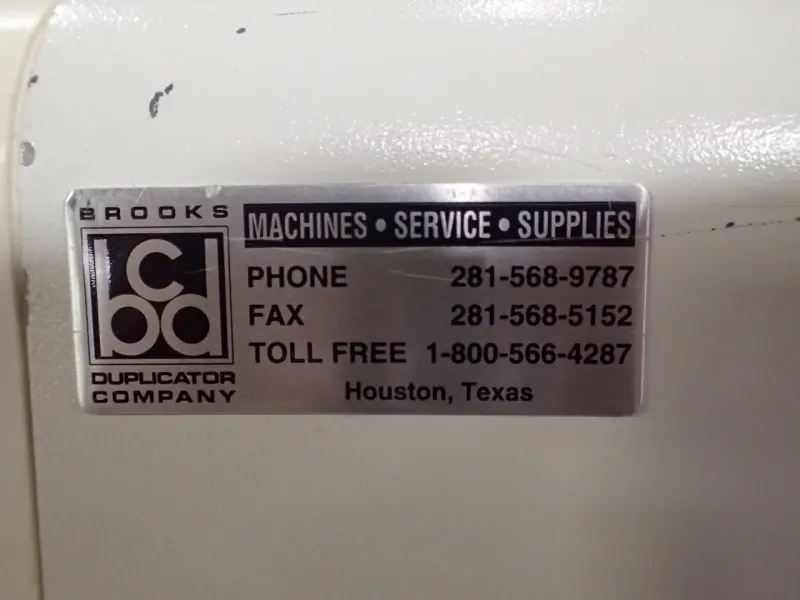 BROOKS
cbd
DUPLICATOR
COMPANY
MACHINES • SERVICE • SUPPLIES
PHONE 281-568-9787
FAX 281-568-5152
TOLL FREE 1-800-566-4287
Houston, Texas